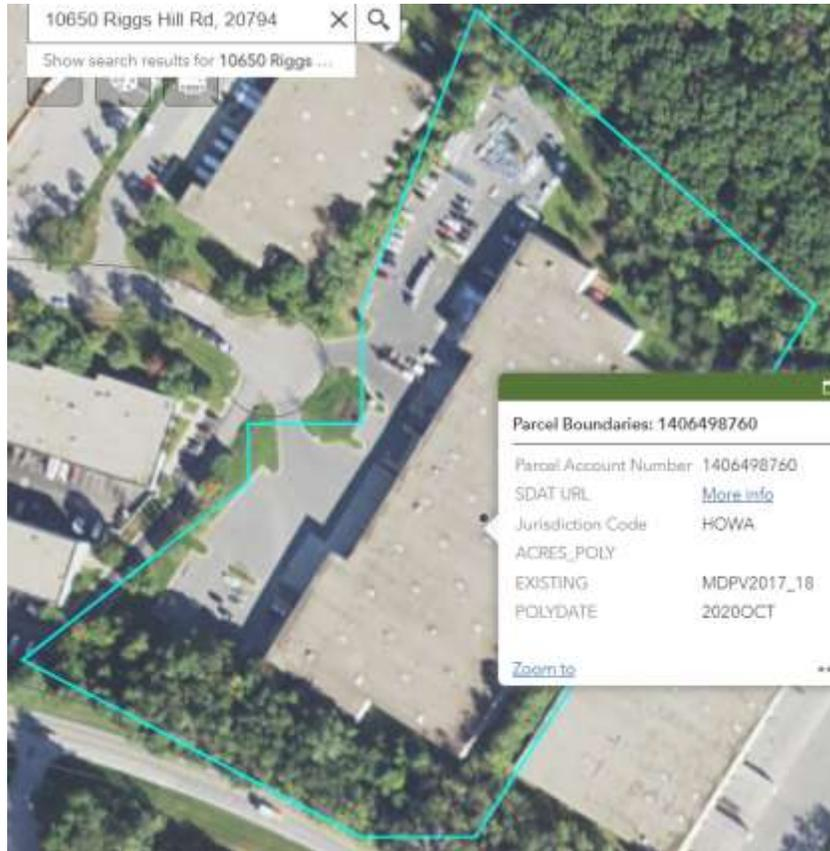 10650 Riggs Hill Rd, 20794
Show search results for 10650 Riggs ...
Parcel Boundaries: 1406498760
Parcel Account Number 1406498760
SDAT URL More info
Jurisdiction Code HOWA
ACRES_POLY
EXISTING MDPV2017_18
POLYDATE 2020OCT
Zoom to